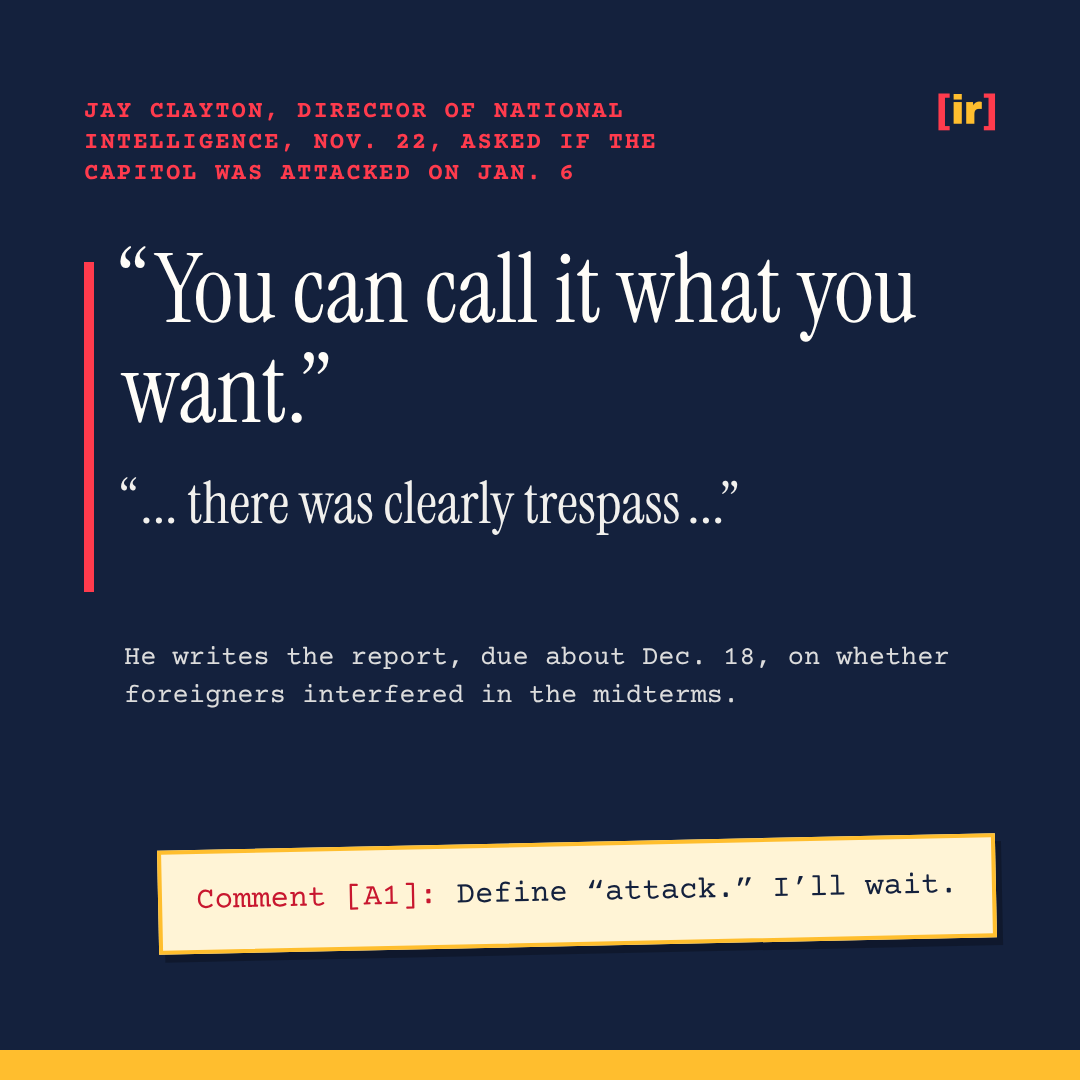 JAY CLAYTON, DIRECTOR OF NATIONAL
INTELLIGENCE, NOV. 22, ASKED IF THE
CAPITOL WAS ATTACKED ON JAN. 6
[ir]
“You can call it what you
want.”
“... there was clearly trespass ...”
He writes the report, due about Dec. 18, on whether
foreigners interfered in the midterms.
Comment [A1]: Define “attack.” I’ll wait.